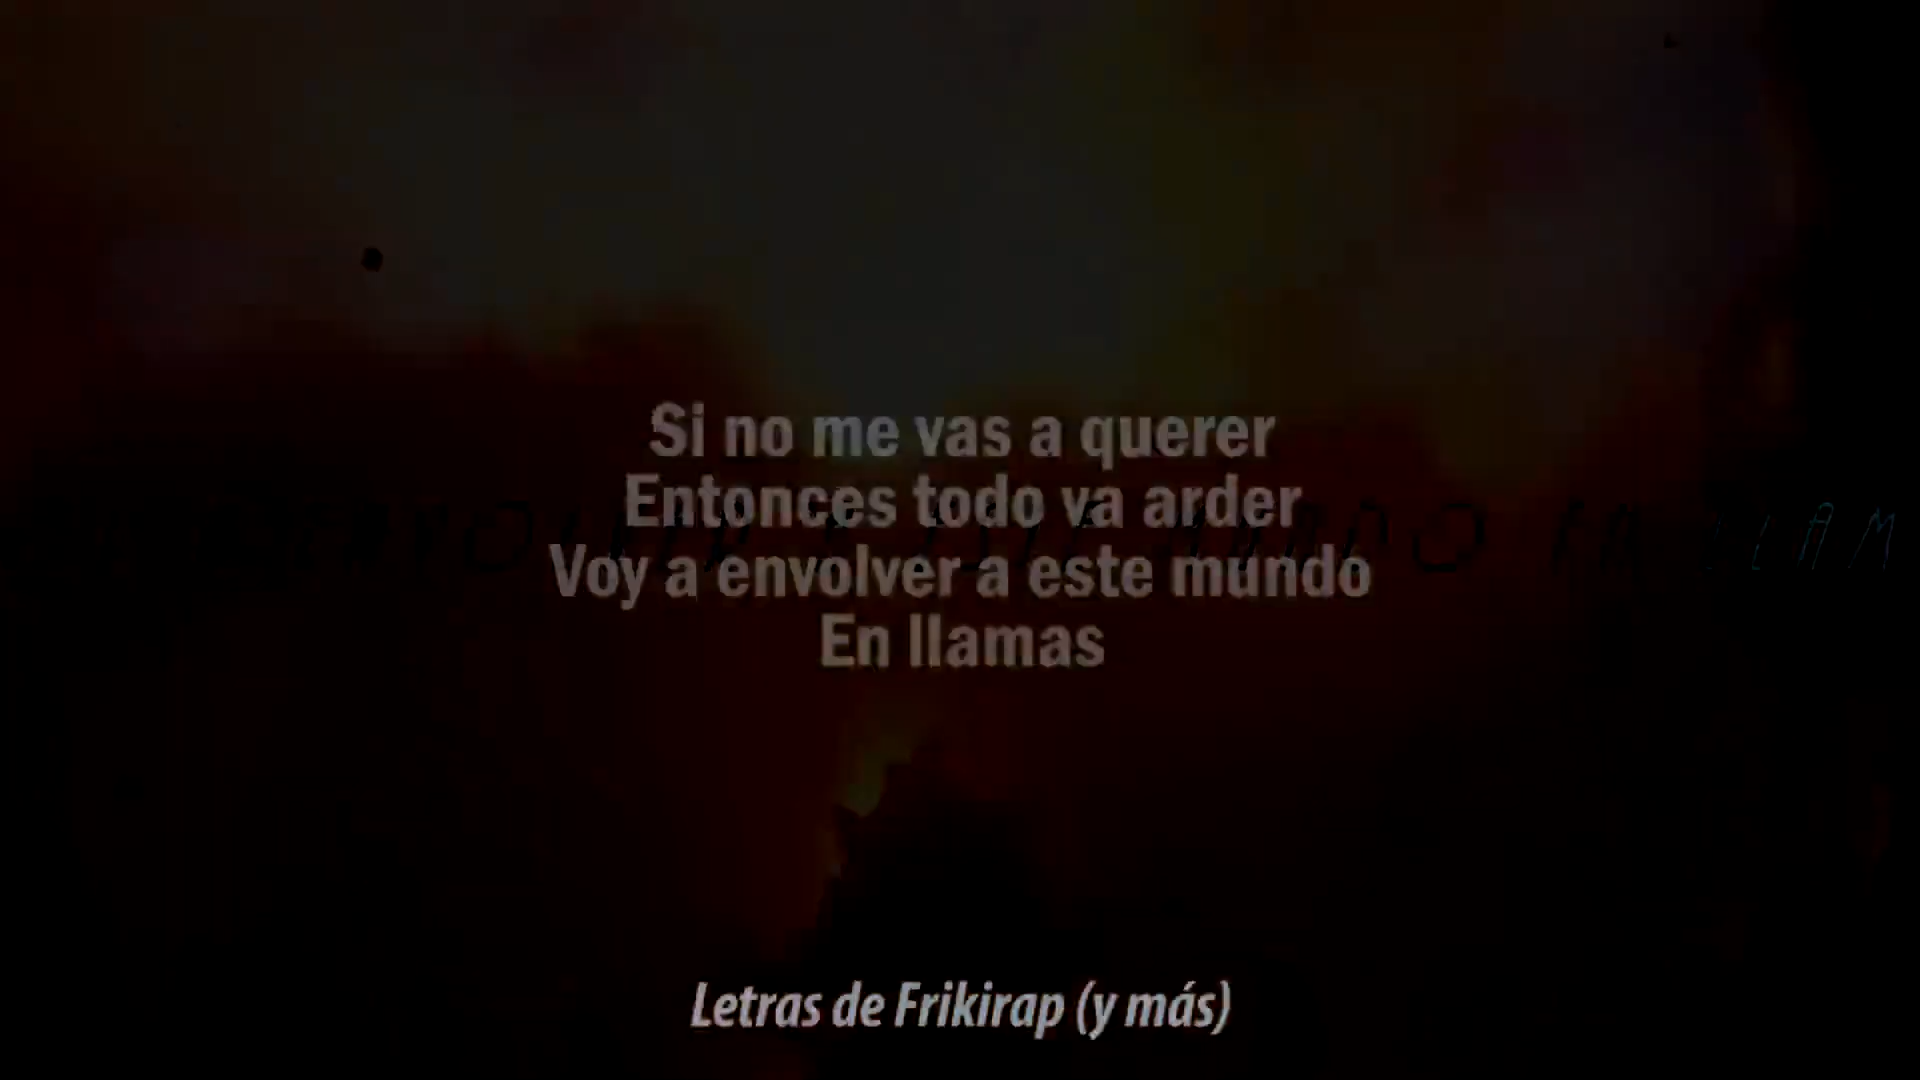 Si no me vas a querer
Entonces todo va arder
Voy a envolver a este mundo
En llamas
Letras de Frikirap (y más)